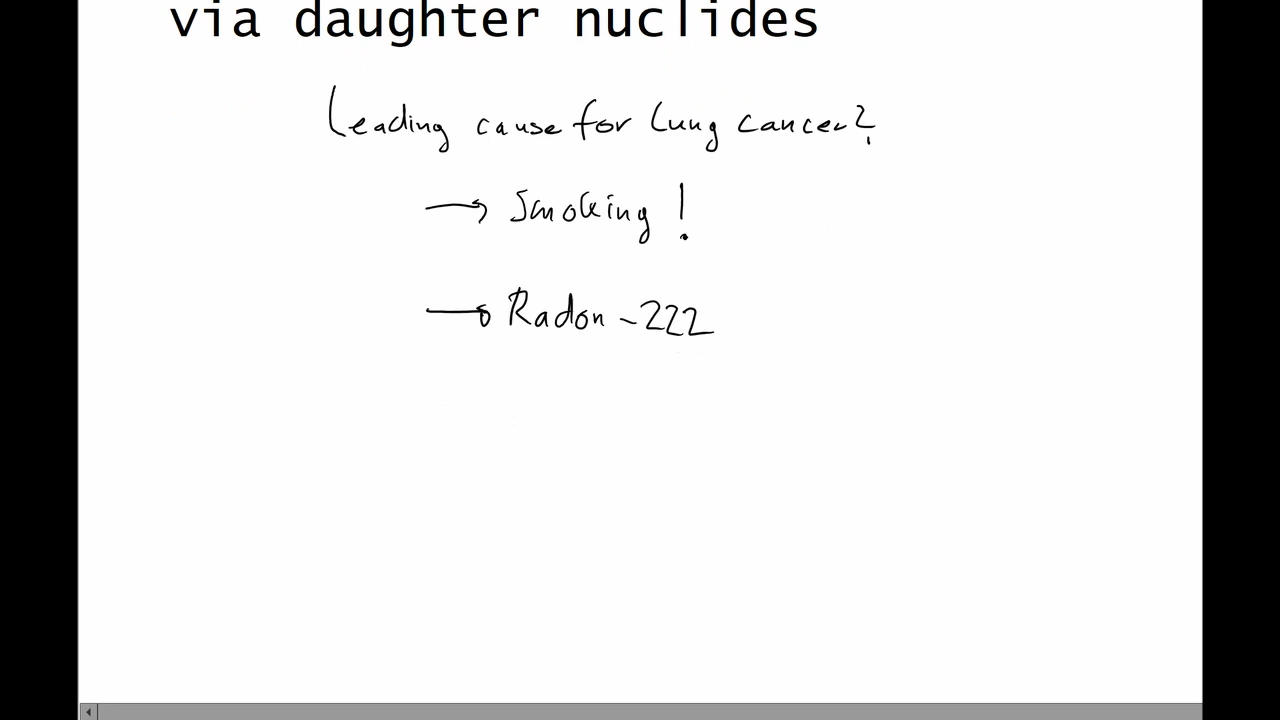 via daughter nuclides
Leading cause for Lung cancer?
→ Smoking !
→ Radon - 222